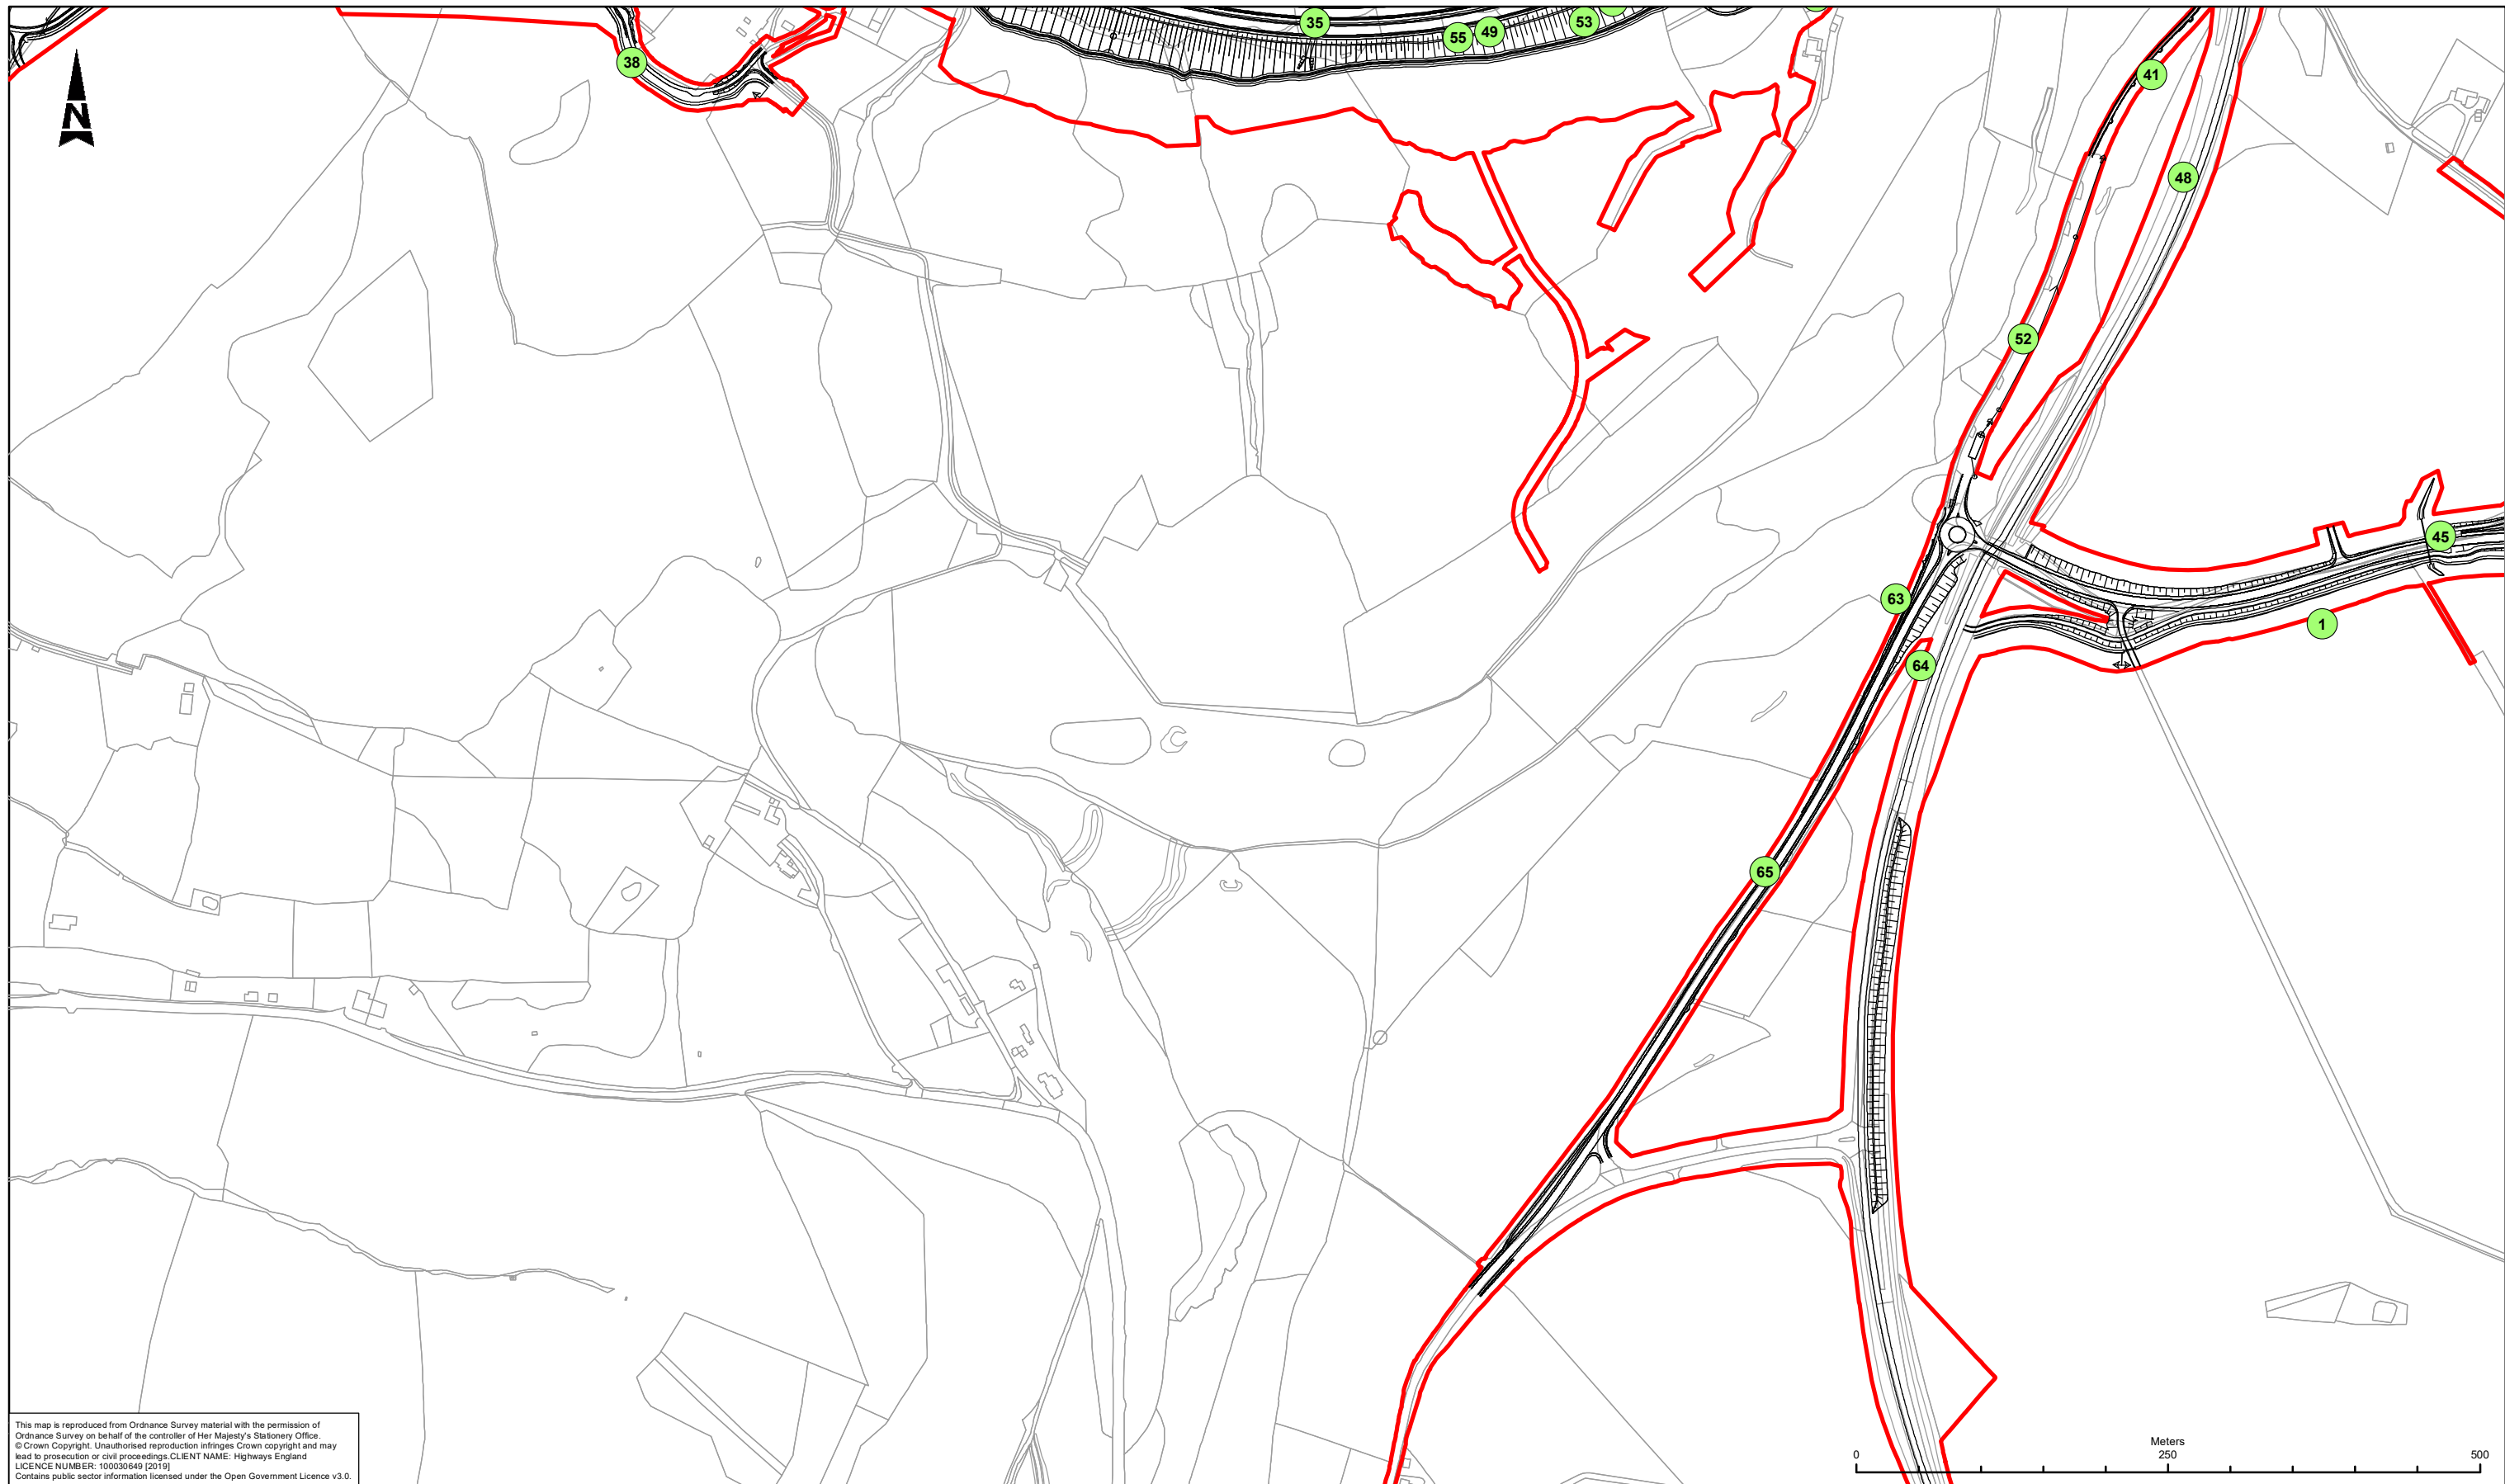 35
55
49
53
38
41
N
48
52
45
63
1
64
65
This map is reproduced from Ordnance Survey material with the permission of
Ordnance Survey on behalf of the controller of Her Majesty's Stationery Office.
© Crown Copyright. Unauthorised reproduction infringes Crown copyright and may
lead to prosecution or civil proceedings.CLIENT NAME: Highways England
LICENCE NUMBER: 100030649 [2019]
Contains public sector information licensed under the Open Government Licence v3.0.
Meters
0 250 500